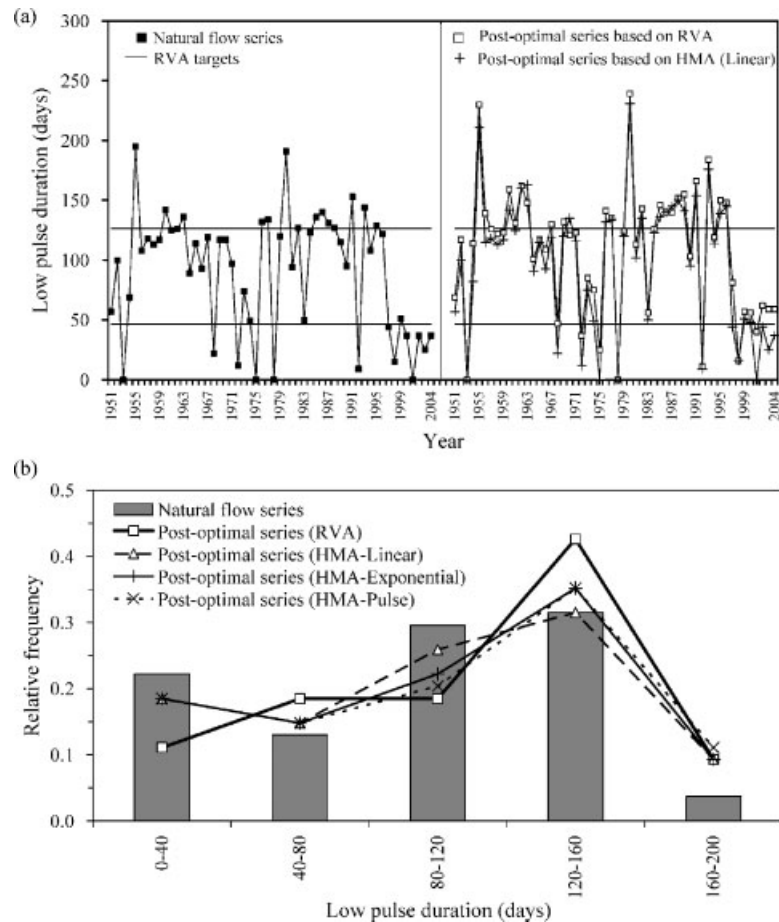 (a)
300
250
200
150
100
50
0
Low pulse duration (days)
Natural flow series
RVA targets
Post-optimal series based on RVA
Post-optimal series based on HMA (Linear)
1951 1955 1959 1963 1967 1971 1975 1979 1983 1987 1991 1995 1999 2004
1951 1955 1959 1963 1967 1971 1975 1979 1983 1987 1991 1995 1999 2004
Year
(b)
0.5
0.4
0.3
0.2
0.1
0.0
Relative frequency
Natural flow series
Post-optimal series (RVA)
Post-optimal series (HMA-Linear)
Post-optimal series (HMA-Exponential)
Post-optimal series (HMA-Pulse)
0-40 40-80 80-120 120-160 160-200
Low pulse duration (days)